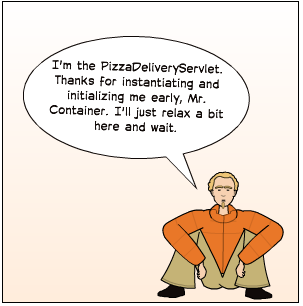 I'm the PizzaDeliveryServlet.
Thanks for instantiating and
initializing me early, Mr.
Container. I'll just relax a bit
here and wait.